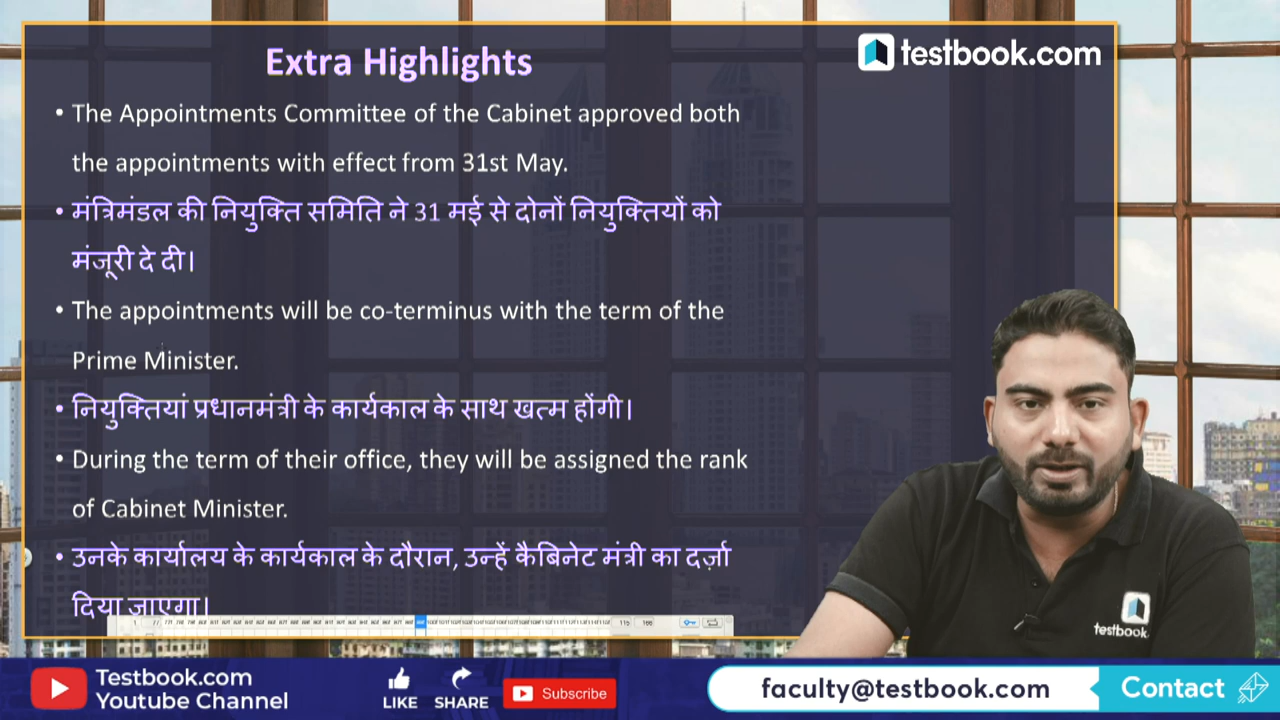 Extra Highlights
testbook.com
• The Appointments Committee of the Cabinet approved both
the appointments with effect from 31st May.
• मंत्रिमंडल की नियुक्ति समिति ने 31 मई से दोनों नियुक्तियों को
मंजूरी दे दी।
• The appointments will be co-terminus with the term of the
Prime Minister.
• नियुक्तियां प्रधानमंत्री के कार्यकाल के साथ खत्म होंगी।
• During the term of their office, they will be assigned the rank
of Cabinet Minister.
• उनके कार्यालय के कार्यकाल के दौरान, उन्हें कैबिनेट मंत्री का दर्ज़ा
दिया जाएगा।
testbook.
Testbook.com
Youtube Channel
LIKE
SHARE
Subscribe
faculty@testbook.com
Contact